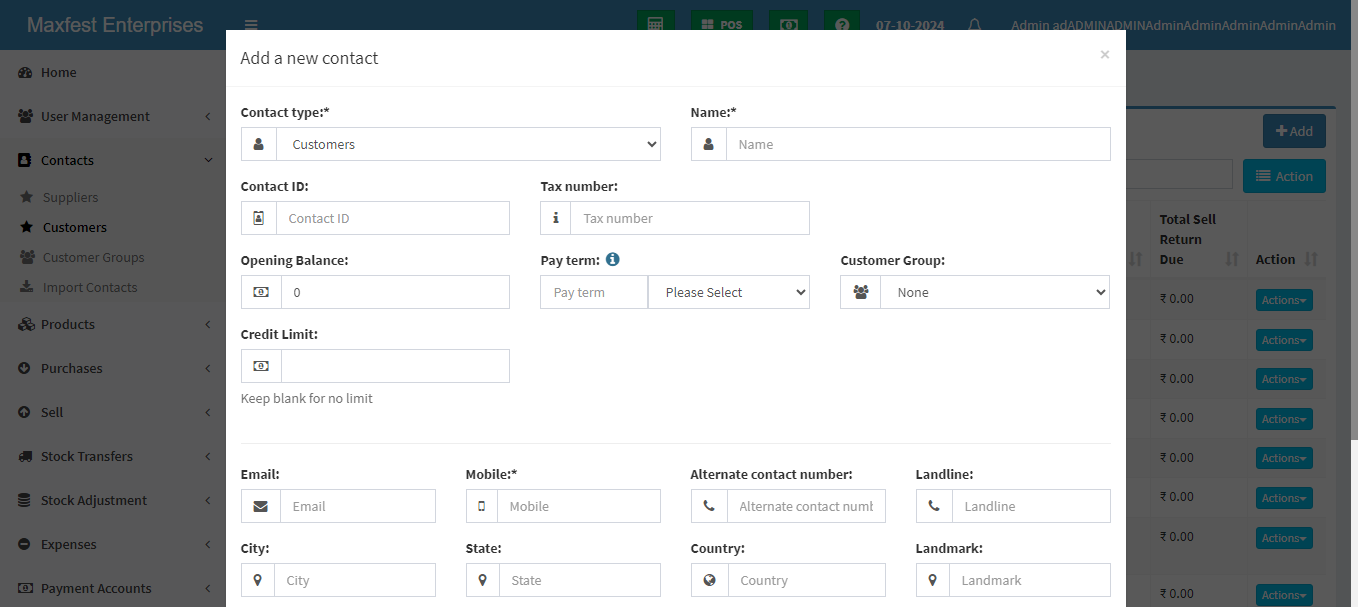 Maxfest Enterprises
POS
07-10-2024
Admin adADMINADMINAdminAdminAdminAdminAdmin
Home
User Management
Contacts
Suppliers
Customers
Customer Groups
Import Contacts
Products
Purchases
Sell
Stock Transfers
Stock Adjustment
Expenses
Payment Accounts
Add a new contact
×
Contact type:*
Name:*
Customers
Name
Contact ID:
Tax number:
Contact ID
Tax number
Opening Balance:
Pay term:
Customer Group:
0
Pay term
Please Select
None
Credit Limit:
Keep blank for no limit
Email:
Mobile:*
Alternate contact number:
Landline:
Email
Mobile
Alternate contact numb
Landline
City:
State:
Country:
Landmark:
City
State
Country
Landmark
Add
Action
Total Sell
Return
Due
Action
₹ 0.00
Actions
₹ 0.00
Actions
₹ 0.00
Actions
₹ 0.00
Actions
₹ 0.00
Actions
₹ 0.00
Actions
₹ 0.00
Actions
₹ 0.00
Actions